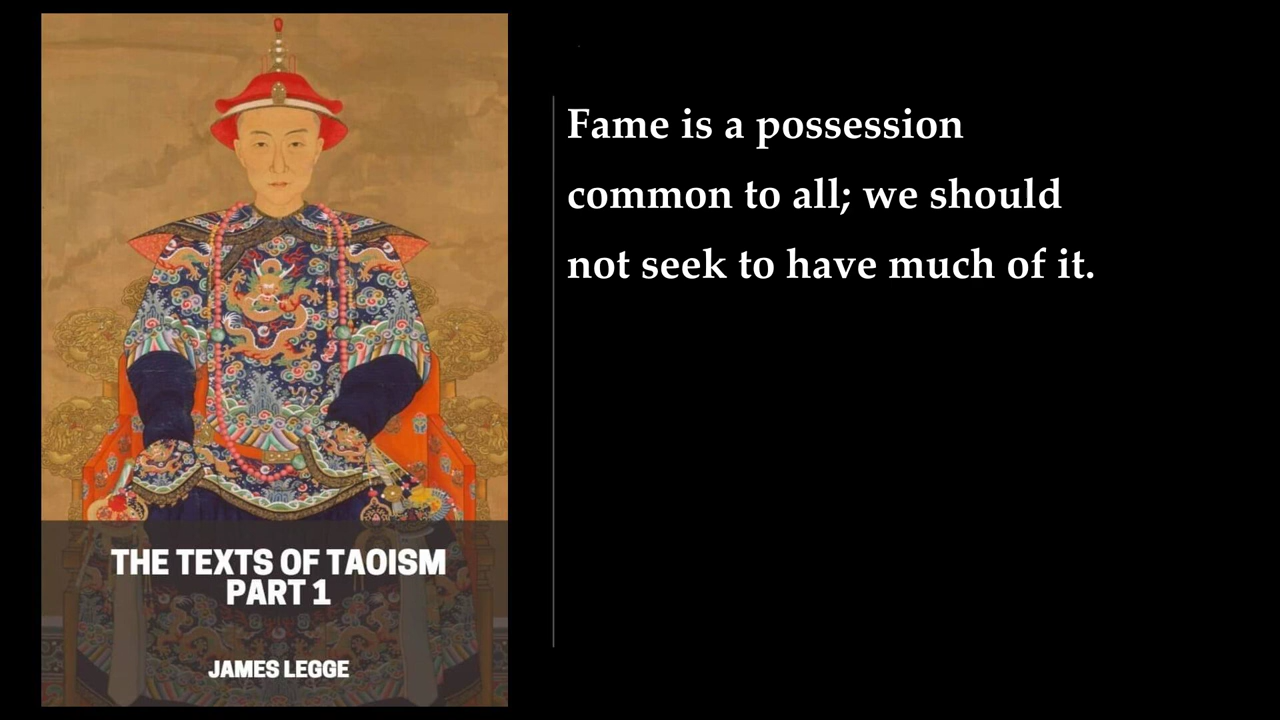 THE TEXTS OF TAOISM
PART 1
JAMES LEGGE
Fame is a possession
common to all; we should
not seek to have much of it.